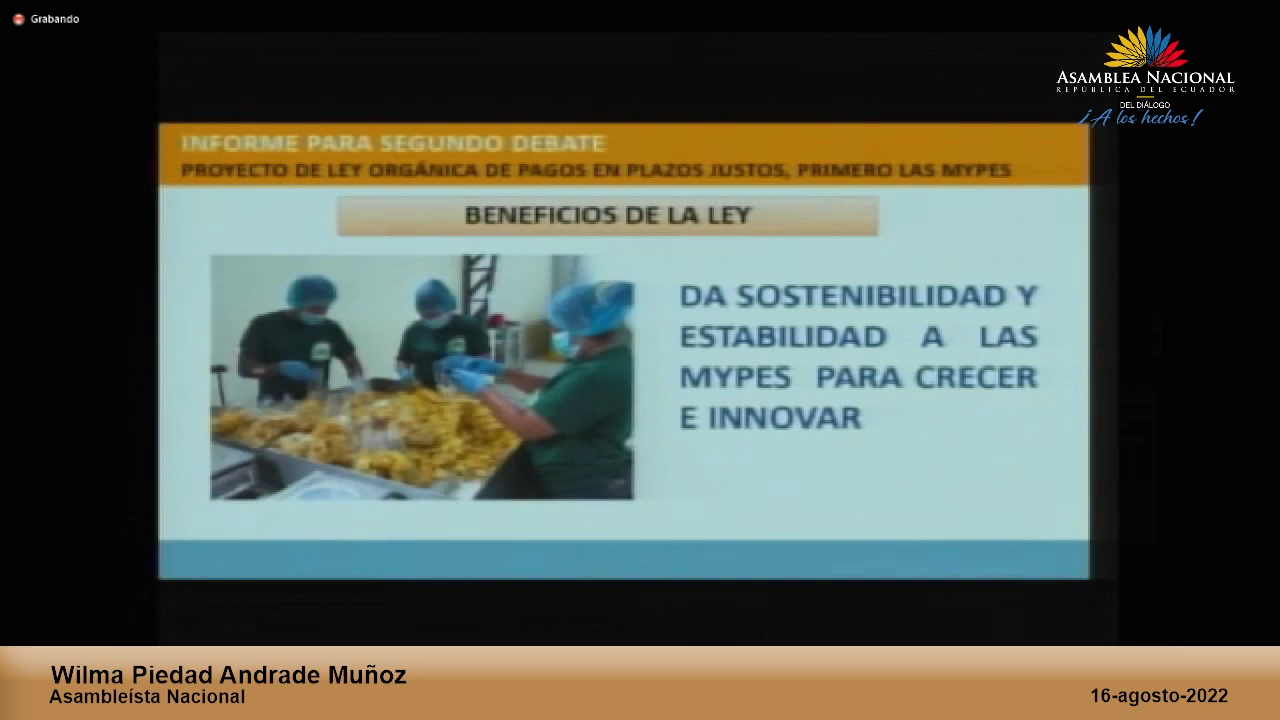 Grabando
ASAMBLEA NACIONAL
REPÚBLICA DEL ECUADOR
DEL DIÁLOGO
¡A los hechos!
INFORME PARA SEGUNDO DEBATE
PROYECTO DE LEY ORGÁNICA DE PAGOS EN PLAZOS JUSTOS, PRIMERO LAS MYPES
BENEFICIOS DE LA LEY
DA SOSTENIBILIDAD Y
ESTABILIDAD A LAS
MYPES PARA CRECER
E INNOVAR
Wilma Piedad Andrade Muñoz
Asambleísta Nacional
16-agosto-2022